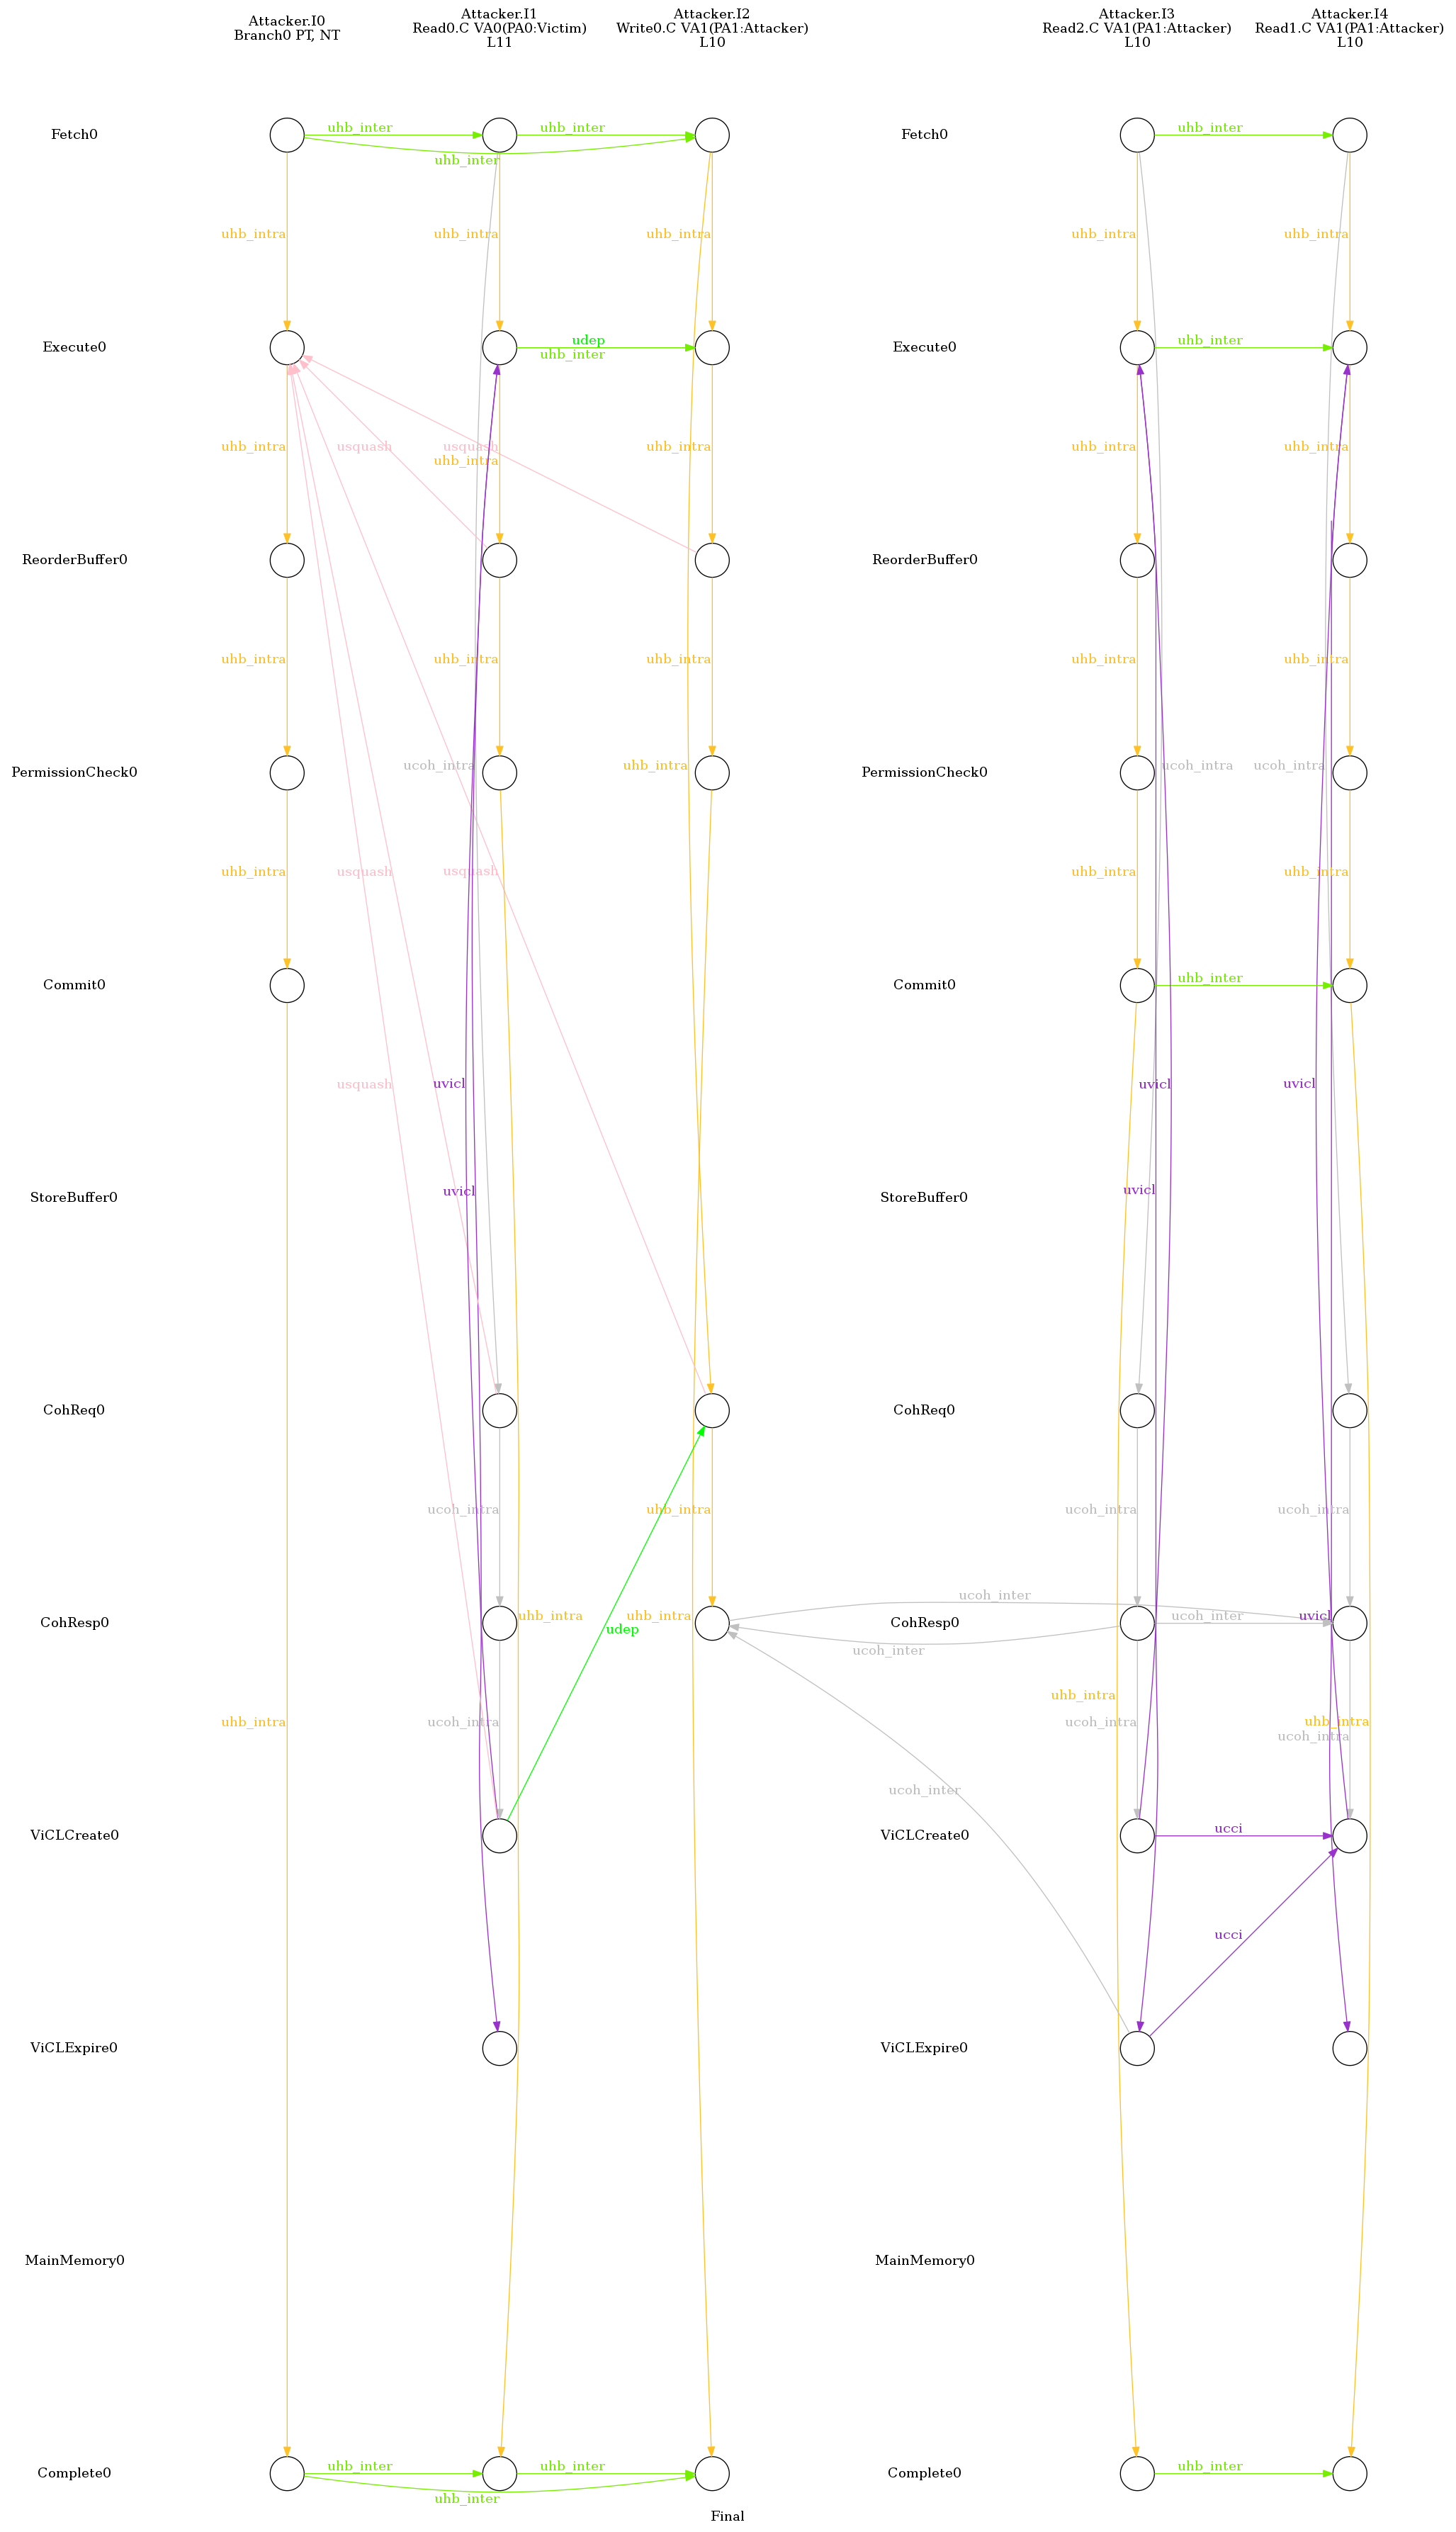 Attacker.I0
Branch0 PT, NT
Attacker.I1
Read0.C VA0(PA0:Victim)
L11
Attacker.I2
Write0.C VA1(PA1:Attacker)
L10
Attacker.I3
Read2.C VA1(PA1:Attacker)
L10
Attacker.I4
Read1.C VA1(PA1:Attacker)
L10
Fetch0
uhb_inter
uhb_inter
uhb_inter
Fetch0
uhb_inter
uhb_intra
uhb_intra
uhb_intra
uhb_intra
uhb_intra
Execute0
udep
uhb_inter
Execute0
uhb_inter
uhb_intra
usquash
usquash
uhb_intra
uhb_intra
uhb_intra
uhb_intra
ReorderBuffer0
ReorderBuffer0
uhb_intra
uhb_intra
uhb_intra
uhb_intra
uhb_intra
PermissionCheck0
ucoh_intra
uhb_intra
PermissionCheck0
ucoh_intra
ucoh_intra
uhb_intra
usquash
usquash
uhb_intra
uhb_intra
Commit0
Commit0
uhb_inter
usquash
uvicl
uvicl
uvicl
StoreBuffer0
uvicl
StoreBuffer0
uvicl
CohReq0
CohReq0
ucoh_intra
uhb_intra
ucoh_intra
ucoh_intra
CohResp0
uhb_intra
uhb_intra
udep
ucoh_inter
CohResp0
ucoh_inter
uvicl
ucoh_inter
uhb_intra
uhb_intra
ucoh_intra
ucoh_intra
uhb_intra
ucoh_intra
ucoh_inter
ViCLCreate0
ViCLCreate0
ucci
ucci
ViCLExpire0
ViCLExpire0
MainMemory0
MainMemory0
Complete0
uhb_inter
uhb_inter
uhb_inter
Complete0
uhb_inter
Final